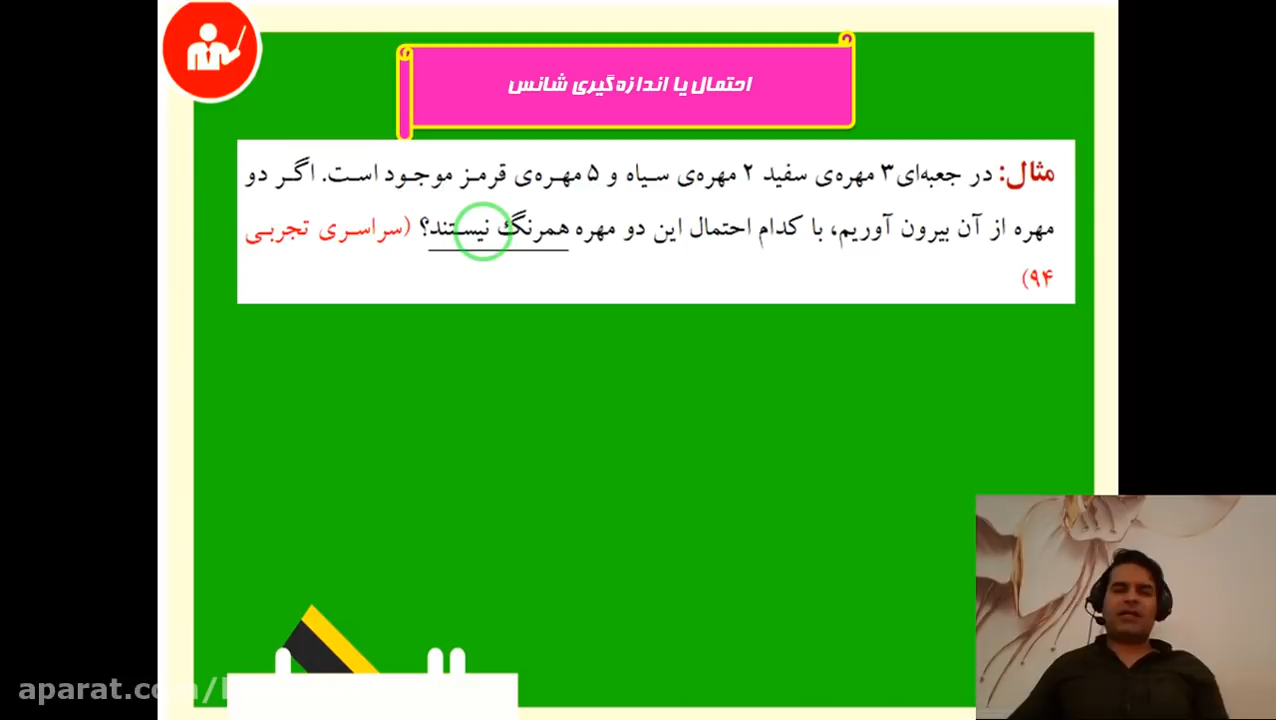 احتمال یا اندازه‌گیری شانس
مثال: در جعبه‌ای ۳ مهره‌ی سفید ۲ مهره‌ی سیاه و ۵ مهره‌ی قرمز موجود است. اگر دو
مهره از آن بیرون آوریم، با کدام احتمال این دو مهره همرنگ نیستند؟ (سراسری تجربی
۹۴)
aparat.com/